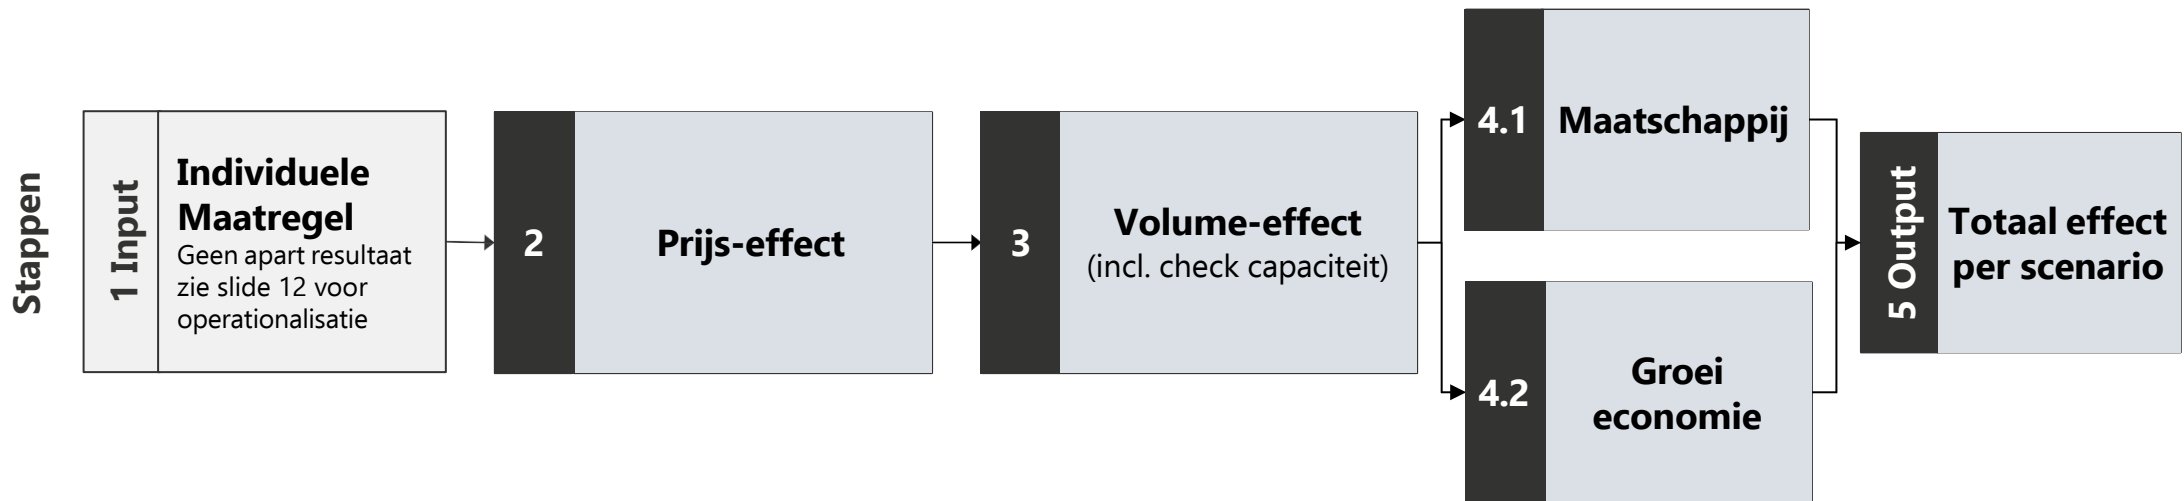 Stappen
1 Input
Individuele
Maatregel
Geen apart resultaat
zie slide 12 voor
operationalisatie
2
Prijs-effect
3
Volume-effect
(incl. check capaciteit)
4.1
Maatschappij
4.2
Groei
economie
5 Output
Totaal effect
per scenario